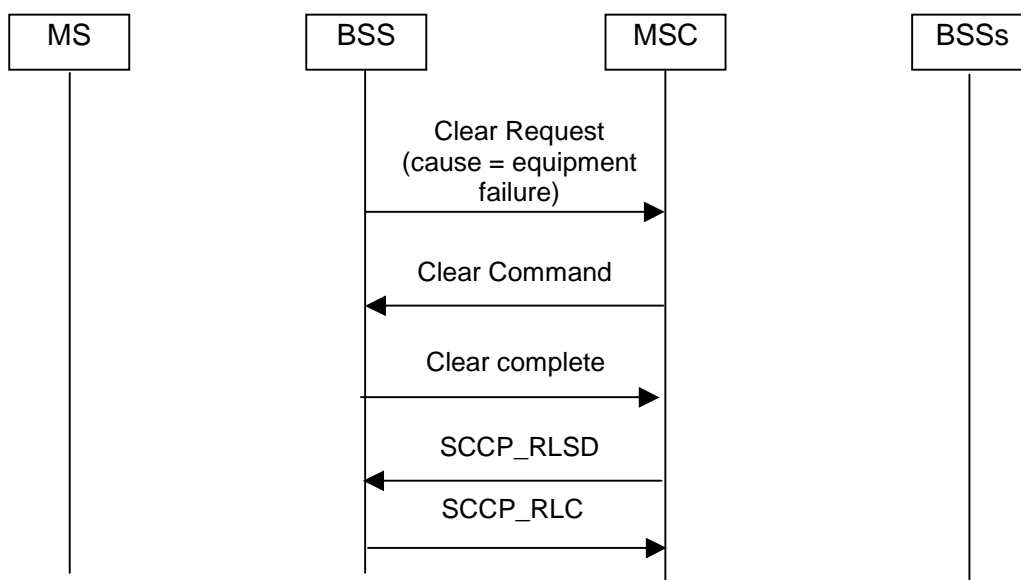 MS
BSS
MSC
BSSs
Clear Request
(cause = equipment
failure)
Clear Command
Clear complete
SCCP_RLSD
SCCP_RLC